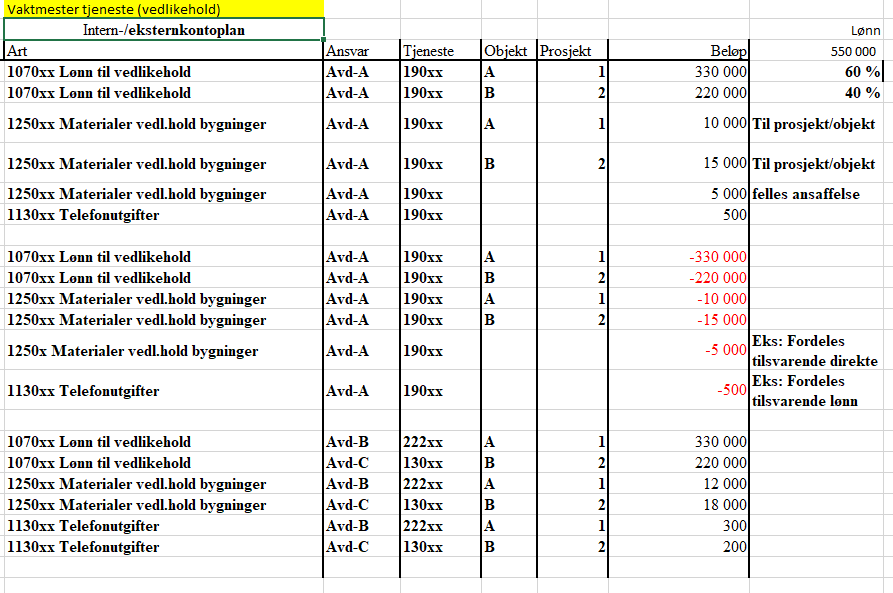 Vaktmester tjeneste (vedlikehold)
Intern-/eksternkontoplan Lønn
Art Ansvar Tjeneste Objekt Prosjekt Beløp 550 000
1070xx Lønn til vedlikehold Avd-A 190xx A 1 330 000 60 %
1070xx Lønn til vedlikehold Avd-A 190xx B 2 220 000 40 %
1250xx Materialer vedl.hold bygninger Avd-A 190xx A 1 10 000 Til prosjekt/objekt
1250xx Materialer vedl.hold bygninger Avd-A 190xx B 2 15 000 Til prosjekt/objekt
1250xx Materialer vedl.hold bygninger Avd-A 190xx 5 000 felles ansaffelse
1130xx Telefonutgifter Avd-A 190xx 500
1070xx Lønn til vedlikehold Avd-A 190xx A 1 -330 000
1070xx Lønn til vedlikehold Avd-A 190xx B 2 -220 000
1250xx Materialer vedl.hold bygninger Avd-A 190xx A 1 -10 000
1250xx Materialer vedl.hold bygninger Avd-A 190xx B 2 -15 000
1250x Materialer vedl.hold bygninger Avd-A 190xx -5 000 Eks: Fordeles
tilsvarende direkte
1130xx Telefonutgifter Avd-A 190xx -500 Eks: Fordeles
tilsvarende lønn
1070xx Lønn til vedlikehold Avd-B 222xx A 1 330 000
1070xx Lønn til vedlikehold Avd-C 130xx B 2 220 000
1250xx Materialer vedl.hold bygninger Avd-B 222xx A 1 12 000
1250xx Materialer vedl.hold bygninger Avd-C 130xx B 2 18 000
1130xx Telefonutgifter Avd-B 222xx A 1 300
1130xx Telefonutgifter Avd-C 130xx B 2 200